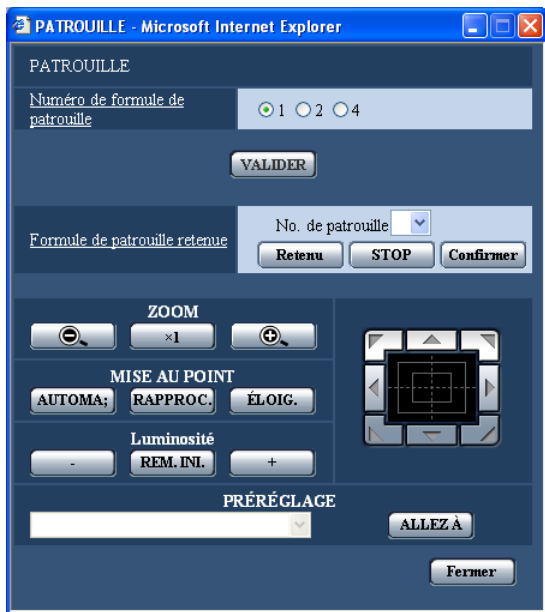 PATROUILLE - Microsoft Internet Explorer
PATROUILLE
Numéro de formule de
patrouille
1 2 4
VALIDER
Formule de patrouille retenue
No. de patrouille
Retenu STOP Confirmer
ZOOM
×1
MISE AU POINT
AUTOMA; RAPPROC. ÉLOIG.
Luminosité
- REM. INI. +
PRÉRÉGLAGE
ALLEZ À
Fermer